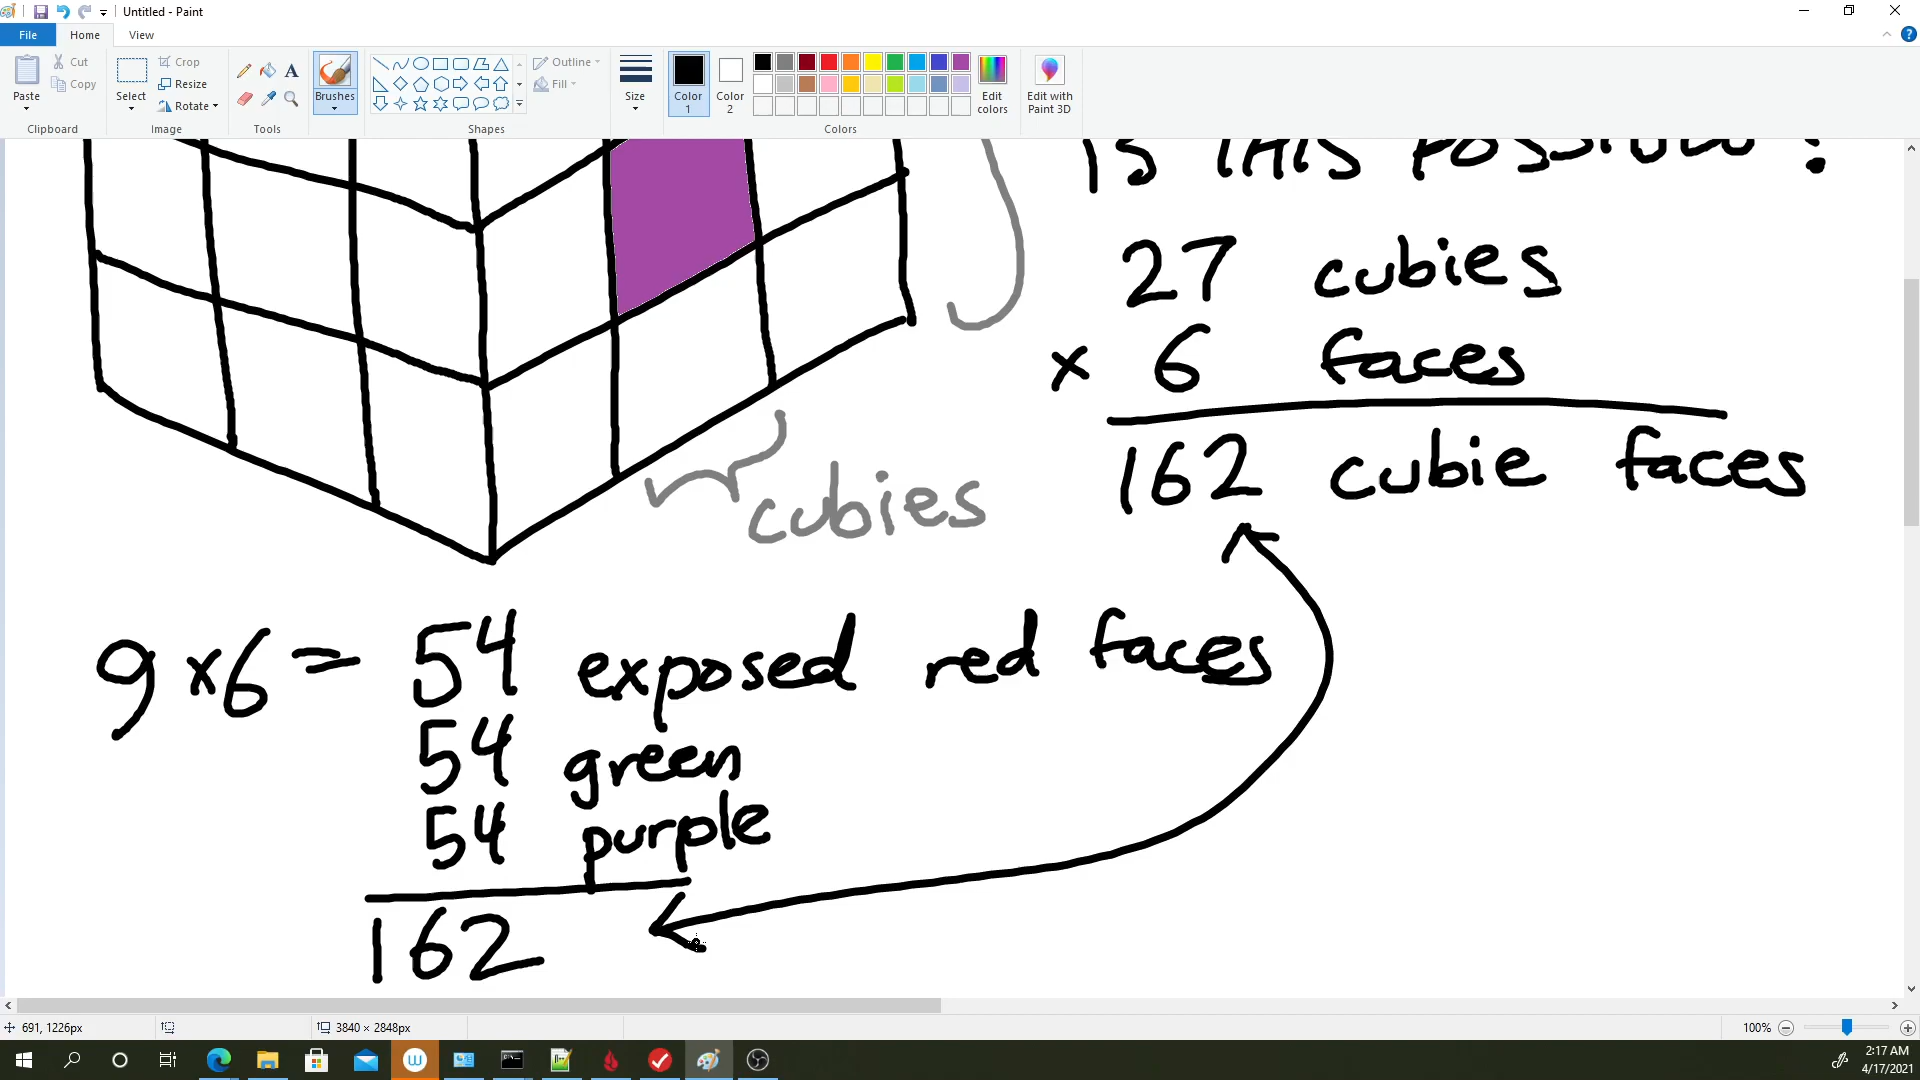 Untitled - Paint
File Home View
Paste Cut Copy Clipboard
Select Crop Resize Rotate Image
Tools
Brushes
Outline Fill Shapes
Size
Color 1 Color 2 Edit colors Colors
Edit with Paint 3D
IS THIS POSSIBLE ?
27 cubies
x 6 faces
162 cubie faces
cubies
9 x 6 = 54 exposed red faces
54 green
54 purple
162
691, 1226px 3840 × 2848px 100%
2:17 AM
4/17/2021